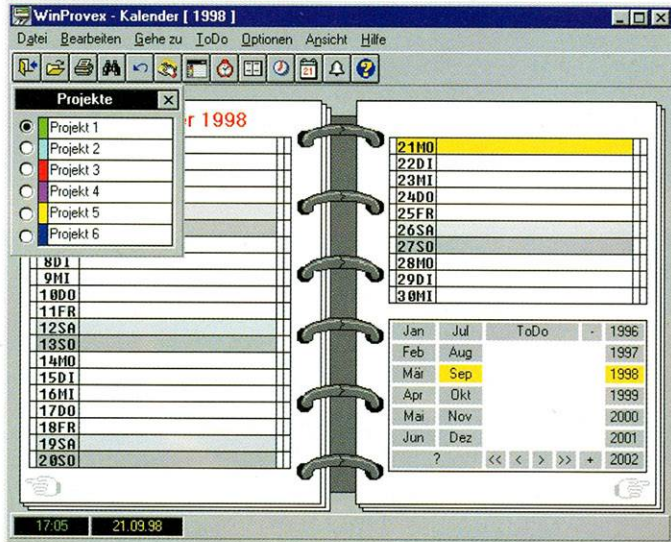 WinProvex - Kalender [ 1998 ]
Datei Bearbeiten Gehe zu ToDo Optionen Ansicht Hilfe
21
Projekte
Projekt 1
Projekt 2
Projekt 3
Projekt 4
Projekt 5
Projekt 6
r 1998
8DI
9MI
10DO
11FR
12SA
13SO
14MO
15DI
16MI
17DO
18FR
19SA
20SO
21MO
22DI
23MI
24DO
25FR
26SA
27SO
28MO
29DI
30MI
Jan Jul ToDo - 1996
Feb Aug 1997
Mär Sep 1998
Apr Okt 1999
Mai Nov 2000
Jun Dez 2001
? << < > >> + 2002
17:05 21.09.98